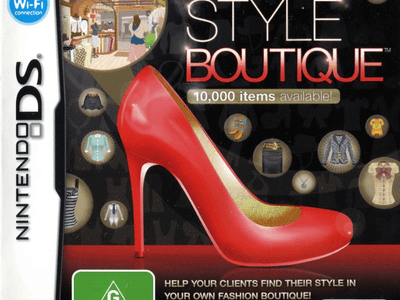 Wi-Fi
connection
NINTENDO DS
STYLE
BOUTIQUE™
10,000 items available!
G
HELP YOUR CLIENTS FIND THEIR STYLE IN
YOUR OWN FASHION BOUTIQUE!